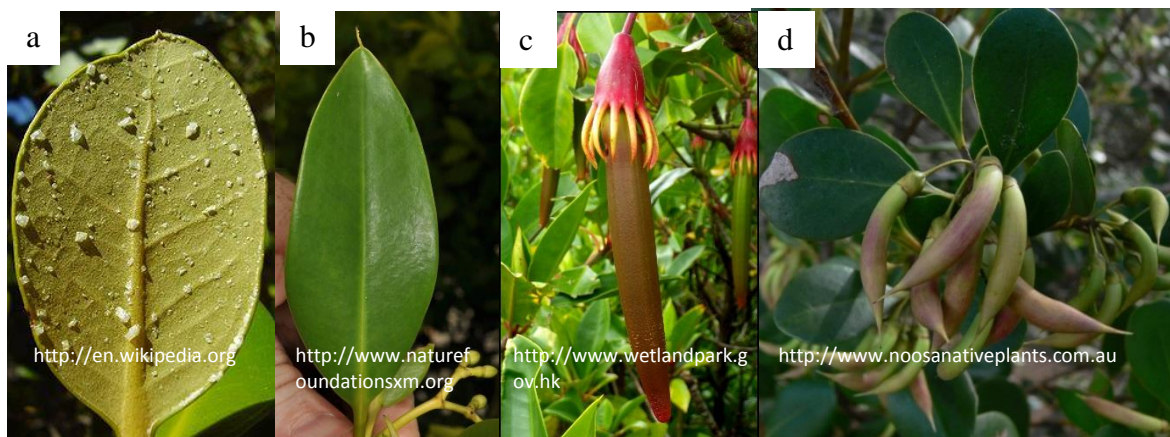 a
b
c
d
http://en.wikipedia.org
http://www.naturef
oundationsxm.org
http://www.wetlandpark.g
ov.hk
http://www.noosanativeplants.com.au